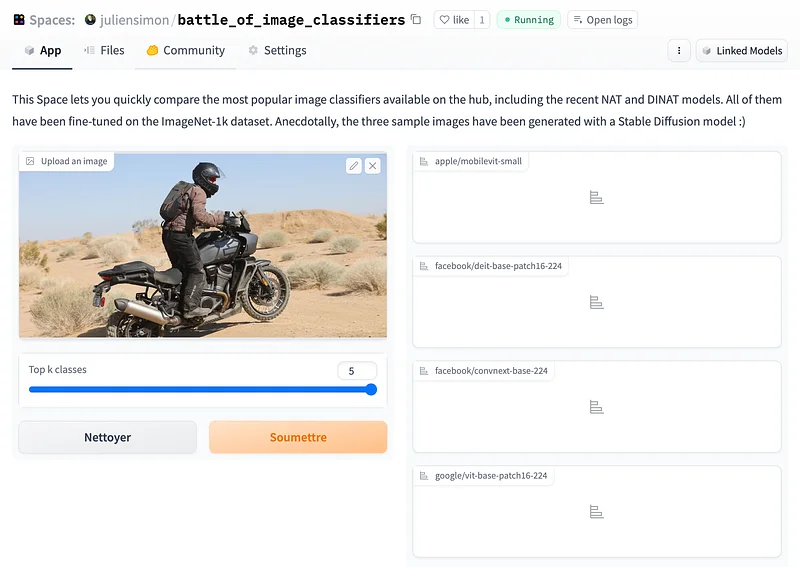 Spaces: juliensimon/battle_of_image_classifiers like 1 Running Open logs
App Files Community Settings Linked Models
This Space lets you quickly compare the most popular image classifiers available on the hub, including the recent NAT and DINAT models. All of them
have been fine-tuned on the ImageNet-1k dataset. Anecdotally, the three sample images have been generated with a Stable Diffusion model :)
Upload an image
Top k classes 5
Nettoyer Soumettre
apple/mobilevit-small
facebook/deit-base-patch16-224
facebook/convnext-base-224
google/vit-base-patch16-224